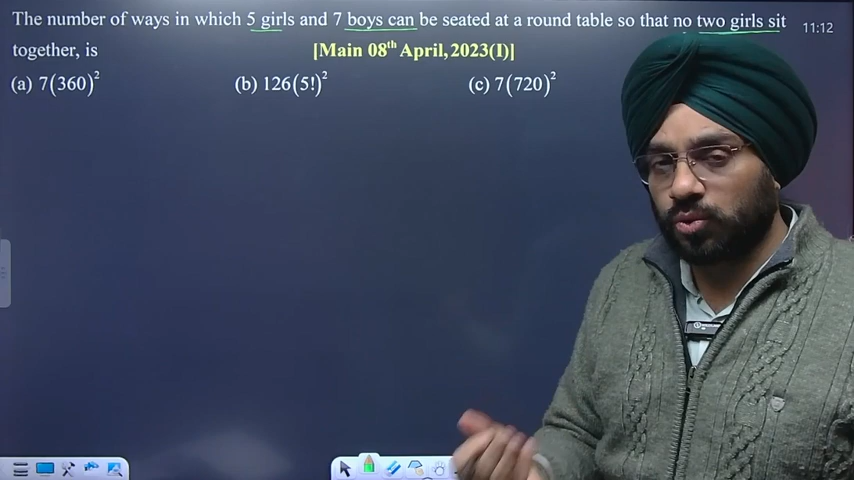 The number of ways in which 5 girls and 7 boys can be seated at a round table so that no two girls sit
11:12
together, is [Main 08th April, 2023(I)]
(a) 7(360)² (b) 126(5!)² (c) 7(720)²